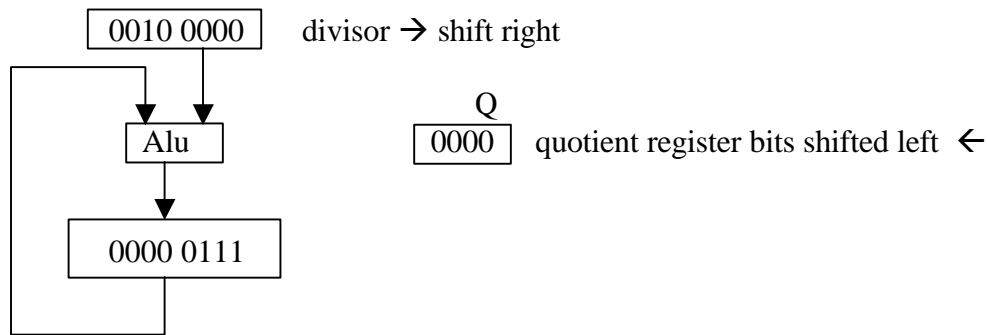 0010 0000 divisor → shift right
Q
Alu 0000 quotient register bits shifted left ←
0000 0111